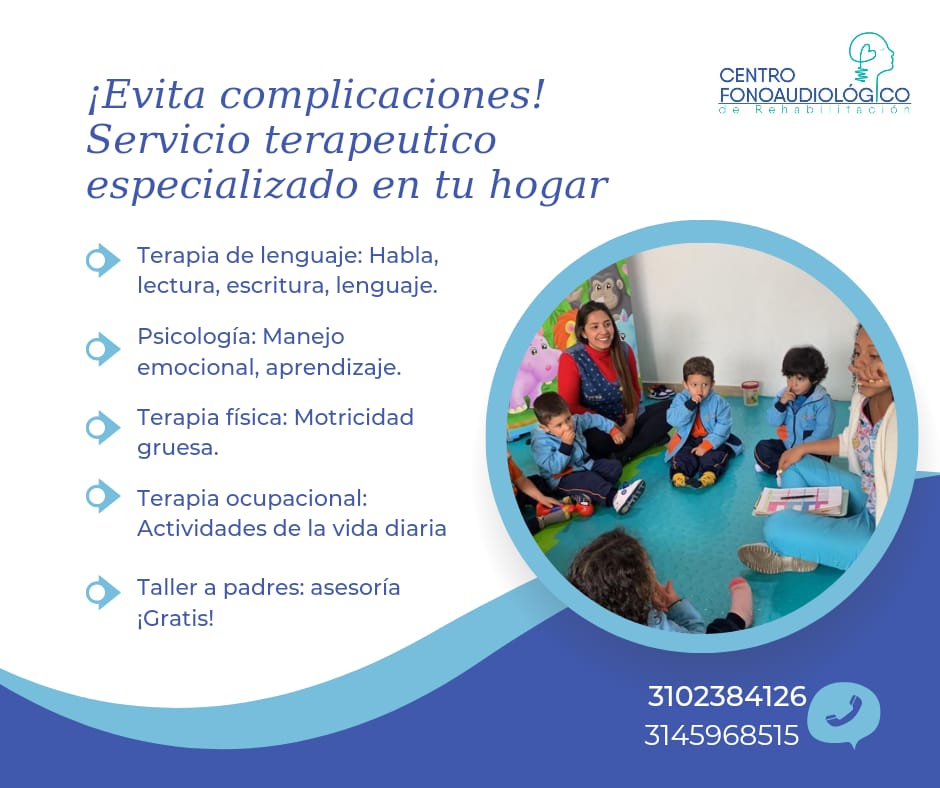 CENTRO
FONOAUDIOLÓGICO
de Rehabilitación
¡Evita complicaciones!
Servicio terapeutico
especializado en tu hogar
Terapia de lenguaje: Habla,
lectura, escritura, lenguaje.
Psicología: Manejo
emocional, aprendizaje.
Terapia física: Motricidad
gruesa.
Terapia ocupacional:
Actividades de la vida diaria
Taller a padres: asesoría
¡Gratis!
3102384126
3145968515